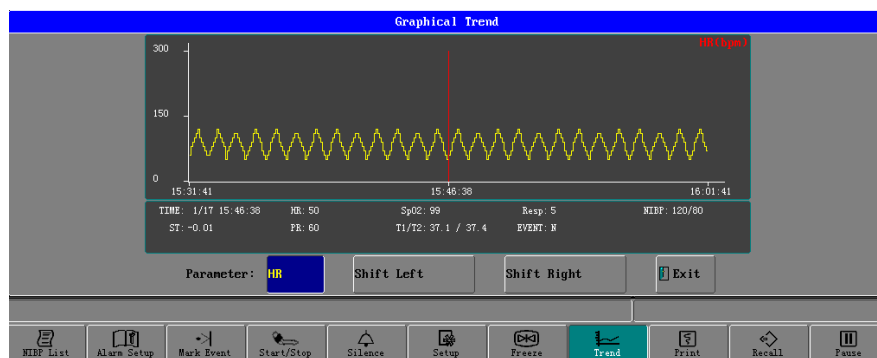 Graphical Trend
HR(bpm)
300
150
0
15:31:41 15:46:38 16:01:41
TIME: 1/17 15:46:38 HR: 50 SpO2: 99 Resp: 5 NIBP: 120/80
ST: -0.01 PR: 60 T1/T2: 37.1 / 37.4 EVENT: N
Parameter: HR Shift Left Shift Right Exit
NIBP List Alarm Setup Mark Event Start/Stop Silence Setup Freeze Trend Print Recall Pause